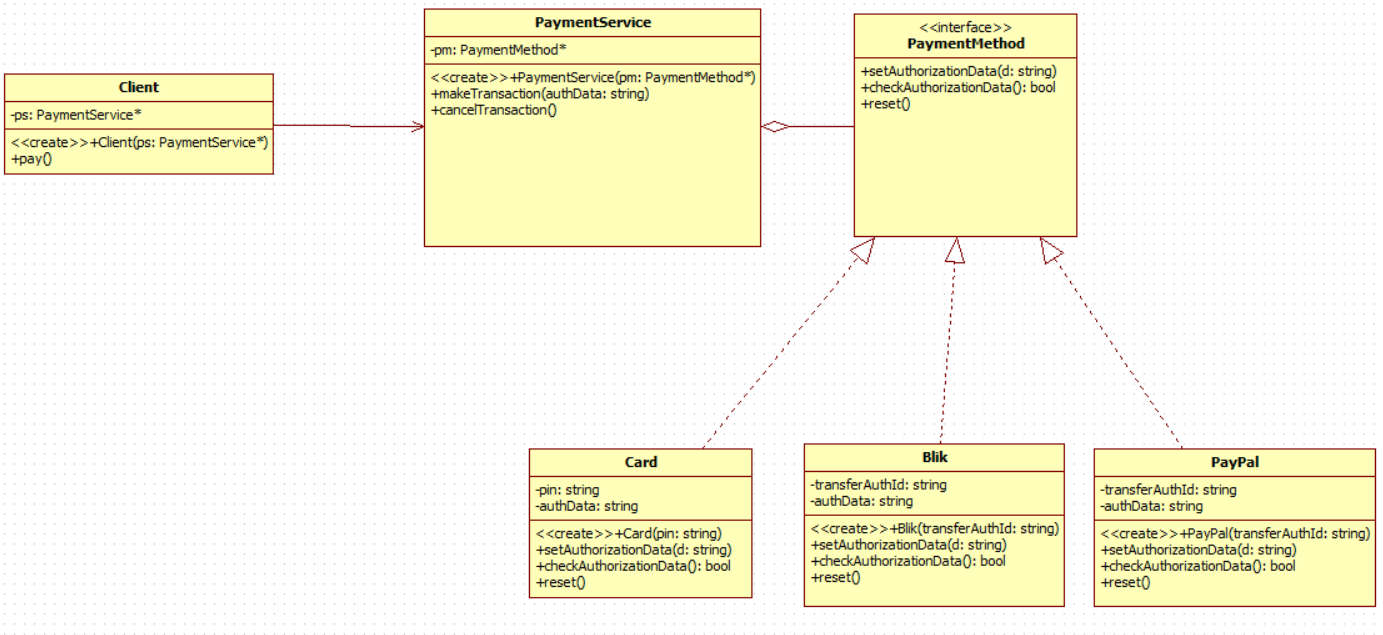 Client
-ps: PaymentService*
<<create>>+Client(ps: PaymentService*)
+pay()
PaymentService
-pm: PaymentMethod*
<<create>>+PaymentService(pm: PaymentMethod*)
+makeTransaction(authData: string)
+cancelTransaction()
<<interface>>
PaymentMethod
+setAuthorizationData(d: string)
+checkAuthorizationData(): bool
+reset()
Card
-pin: string
-authData: string
<<create>>+Card(pin: string)
+setAuthorizationData(d: string)
+checkAuthorizationData(): bool
+reset()
Blik
-transferAuthId: string
-authData: string
<<create>>+Blik(transferAuthId: string)
+setAuthorizationData(d: string)
+checkAuthorizationData(): bool
+reset()
PayPal
-transferAuthId: string
-authData: string
<<create>>+PayPal(transferAuthId: string)
+setAuthorizationData(d: string)
+checkAuthorizationData(): bool
+reset()